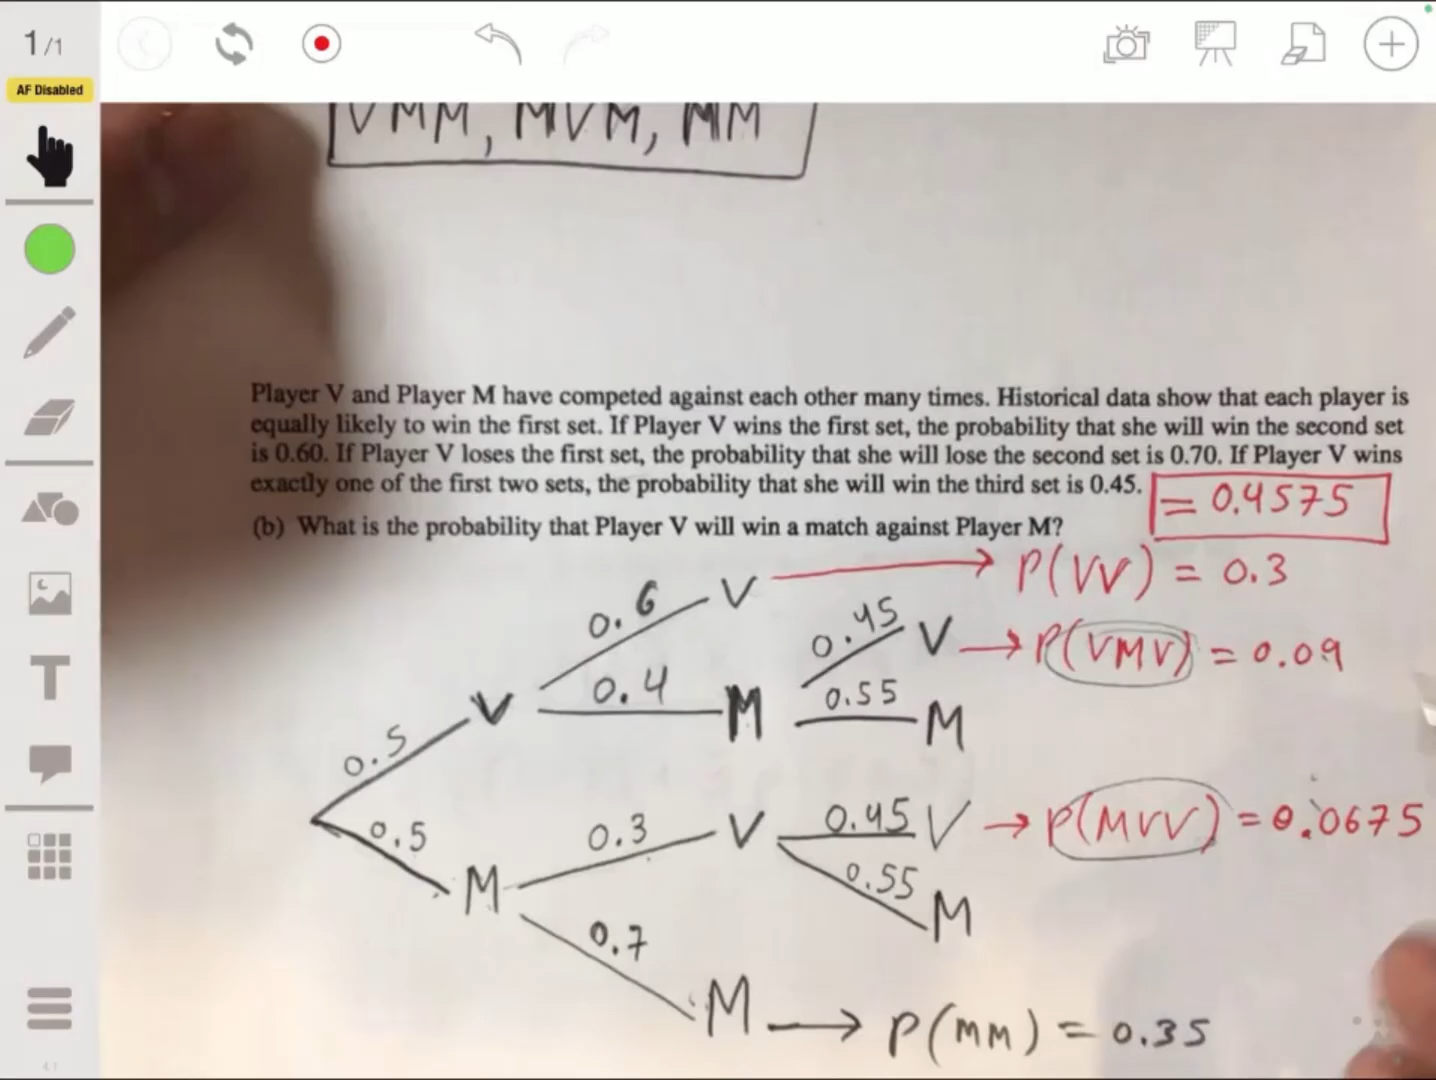 1/1
AF Disabled
VMM, MVM, MM
Player V and Player M have competed against each other many times. Historical data show that each player is
equally likely to win the first set. If Player V wins the first set, the probability that she will win the second set
is 0.60. If Player V loses the first set, the probability that she will lose the second set is 0.70. If Player V wins
exactly one of the first two sets, the probability that she will win the third set is 0.45.
= 0.4575
(b) What is the probability that Player V will win a match against Player M?
0.6 V → P(VV) = 0.3
0.45 V → P(VMV) = 0.09
0.5 V 0.4 M 0.55 M
0.5 M 0.3 V 0.45 V → P(MVV) = 0.0675
0.55 M
0.7 M → P(MM) = 0.35
T